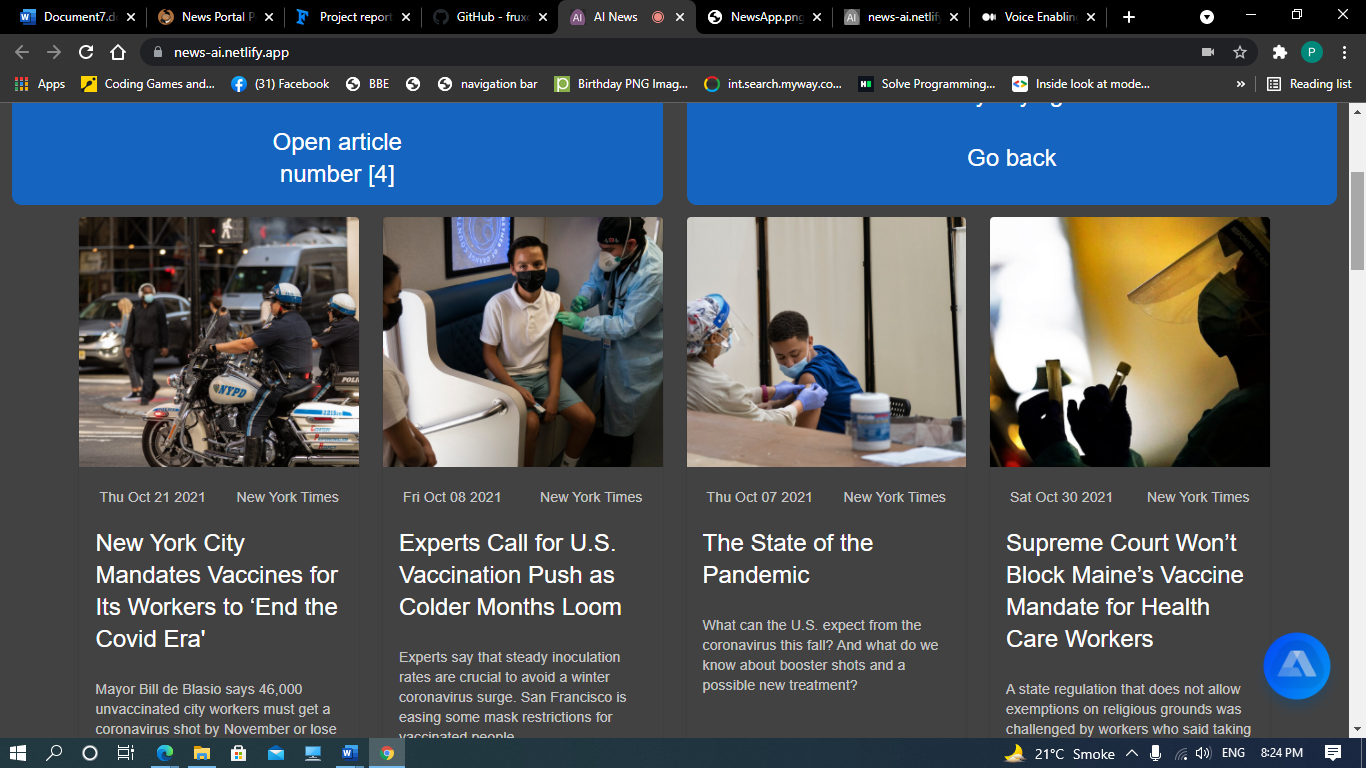 Document7.d
News Portal P
Project report
GitHub - frux
AI News
NewsApp.pn
news-ai.netlify
Voice Enablin
news-ai.netlify.app
P
Apps
Coding Games and...
(31) Facebook
BBE
navigation bar
Birthday PNG Imag...
int.search.myway.co...
Solve Programming...
Inside look at mode...
»
Reading list
Open article
number [4]
Go back
NYPD
Thu Oct 21 2021 New York Times
New York City
Mandates Vaccines for
Its Workers to ‘End the
Covid Era'
Mayor Bill de Blasio says 46,000
unvaccinated city workers must get a
coronavirus shot by November or lose
Fri Oct 08 2021 New York Times
Experts Call for U.S.
Vaccination Push as
Colder Months Loom
Experts say that steady inoculation
rates are crucial to avoid a winter
coronavirus surge. San Francisco is
easing some mask restrictions for
vaccinated people.
Thu Oct 07 2021 New York Times
The State of the
Pandemic
What can the U.S. expect from the
coronavirus this fall? And what do we
know about booster shots and a
possible new treatment?
Sat Oct 30 2021 New York Times
Supreme Court Won’t
Block Maine’s Vaccine
Mandate for Health
Care Workers
A state regulation that does not allow
exemptions on religious grounds was
challenged by workers who said taking
21°C Smoke
ENG
8:24 PM